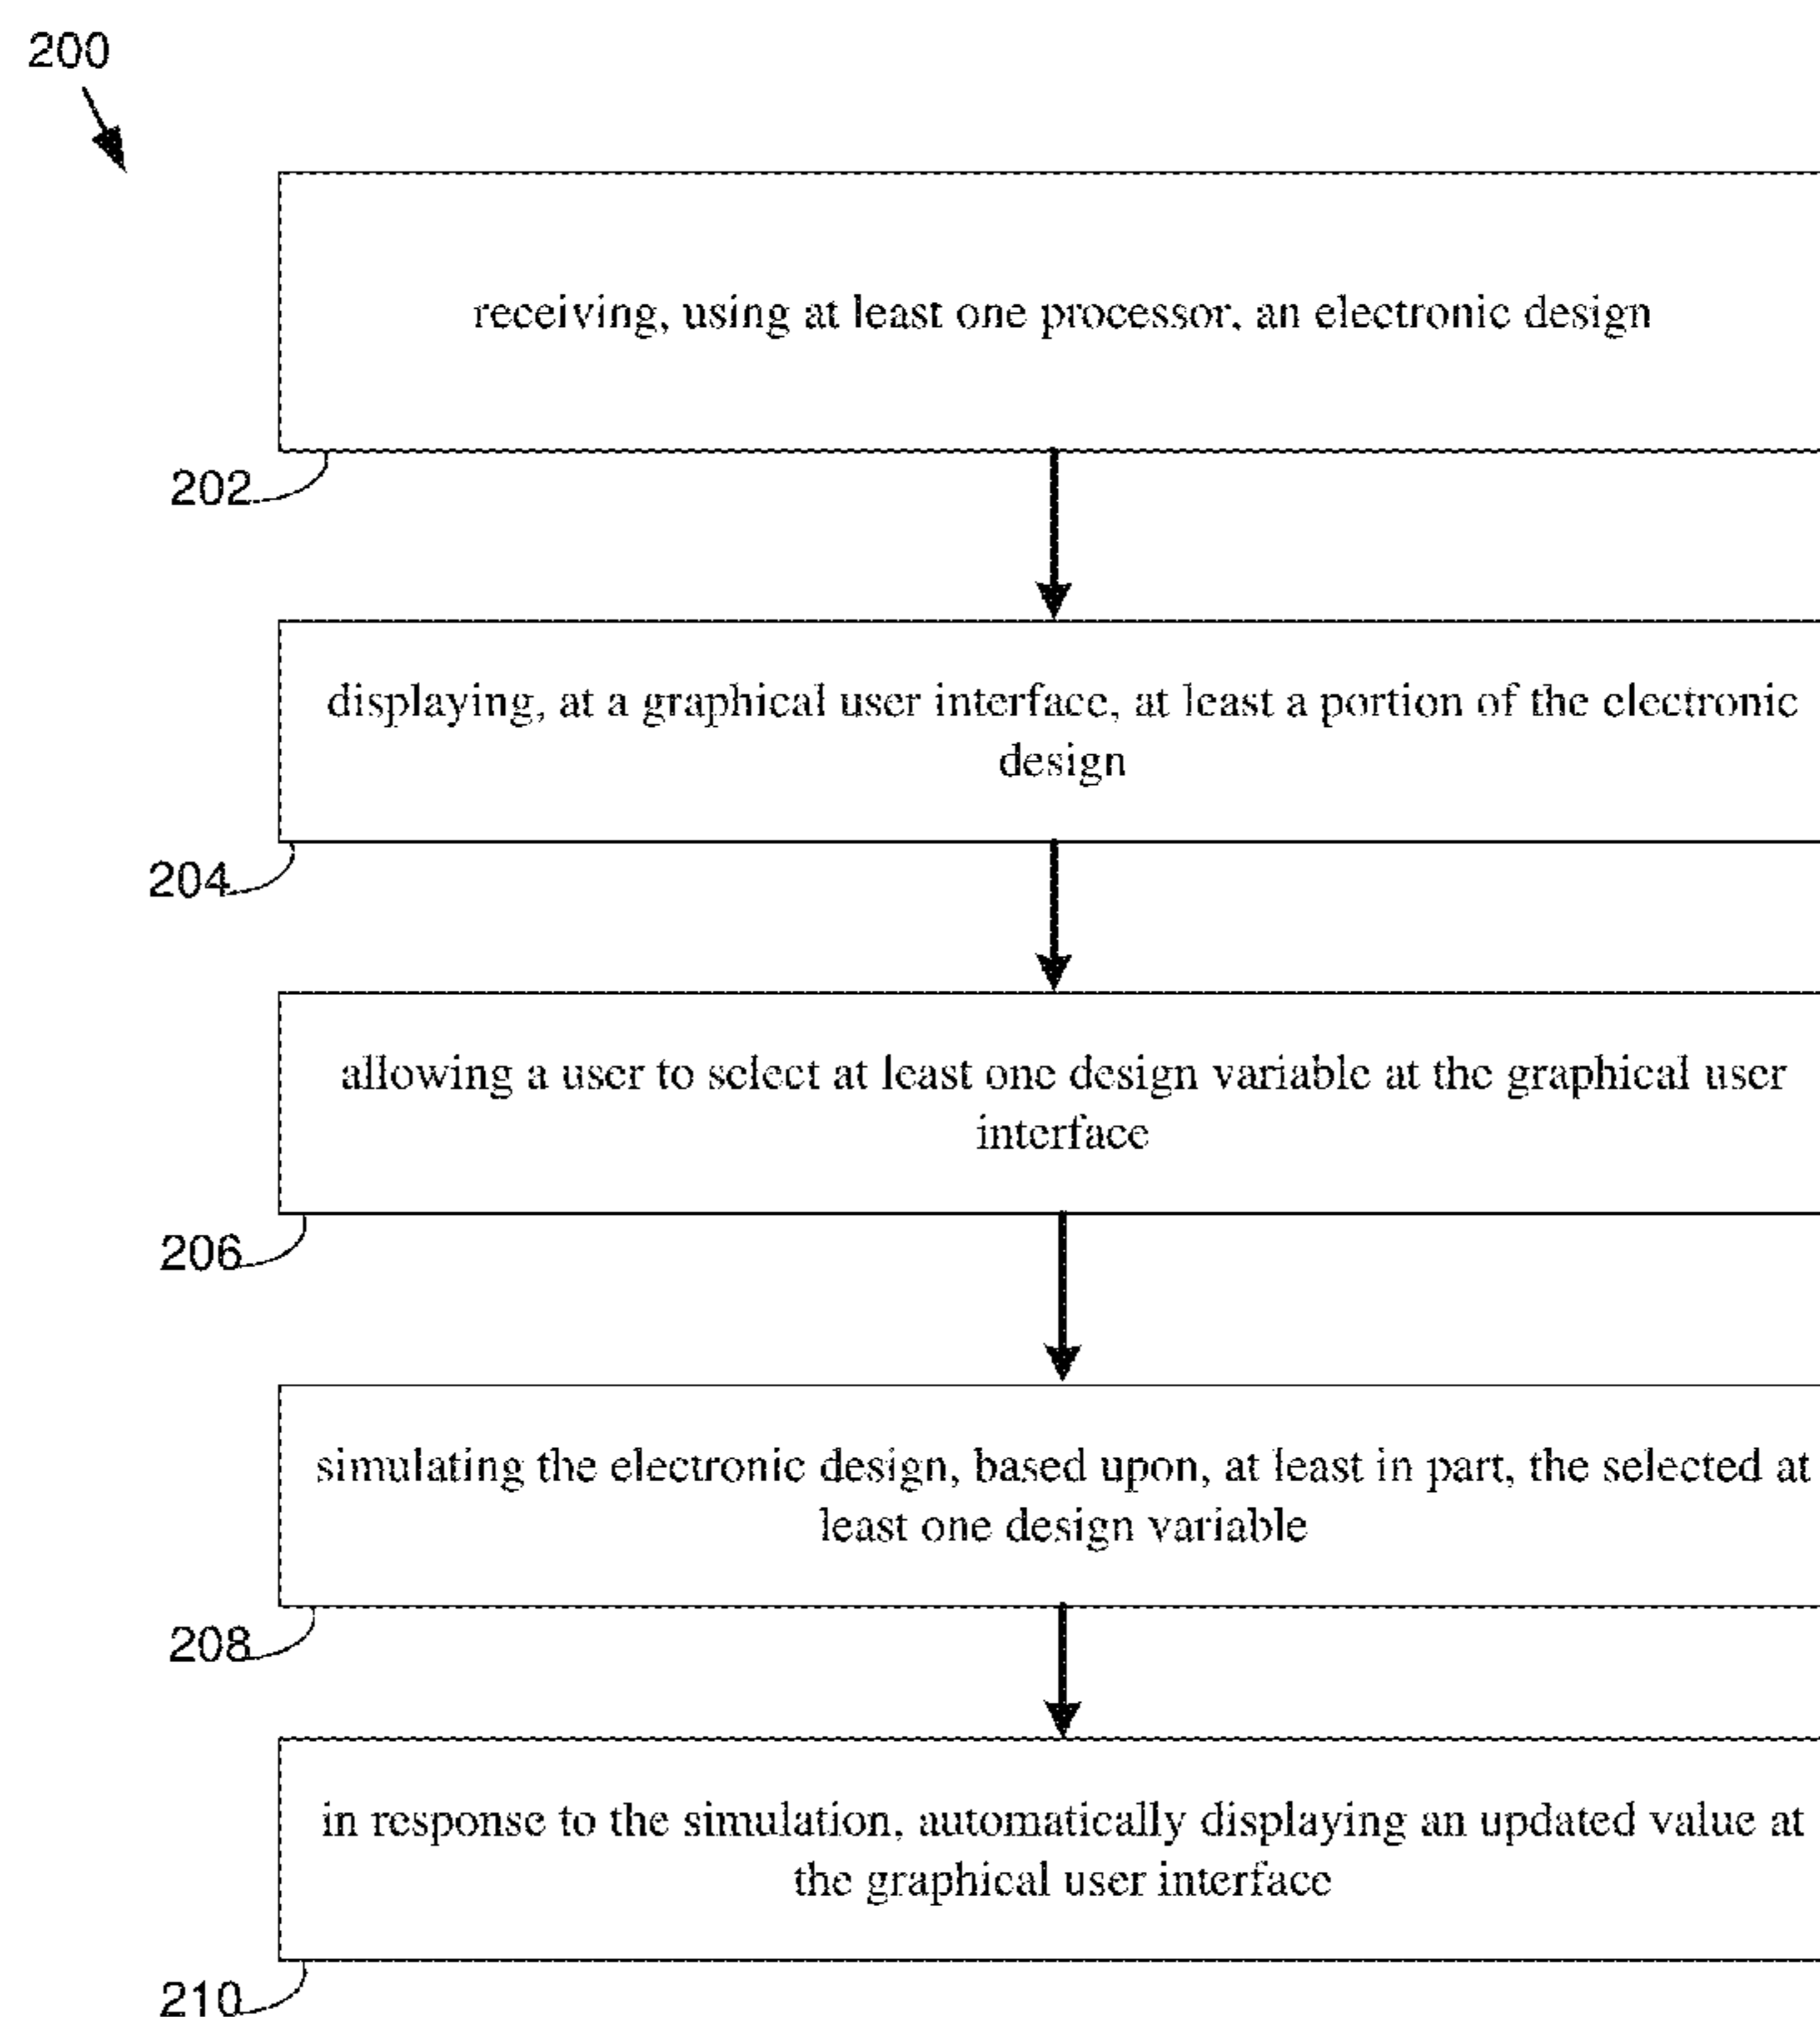 200
receiving, using at least one processor, an electronic design
202
displaying, at a graphical user interface, at least a portion of the electronic
design
204
allowing a user to select at least one design variable at the graphical user
interface
206
simulating the electronic design, based upon, at least in part, the selected at
least one design variable
208
in response to the simulation, automatically displaying an updated value at
the graphical user interface
210